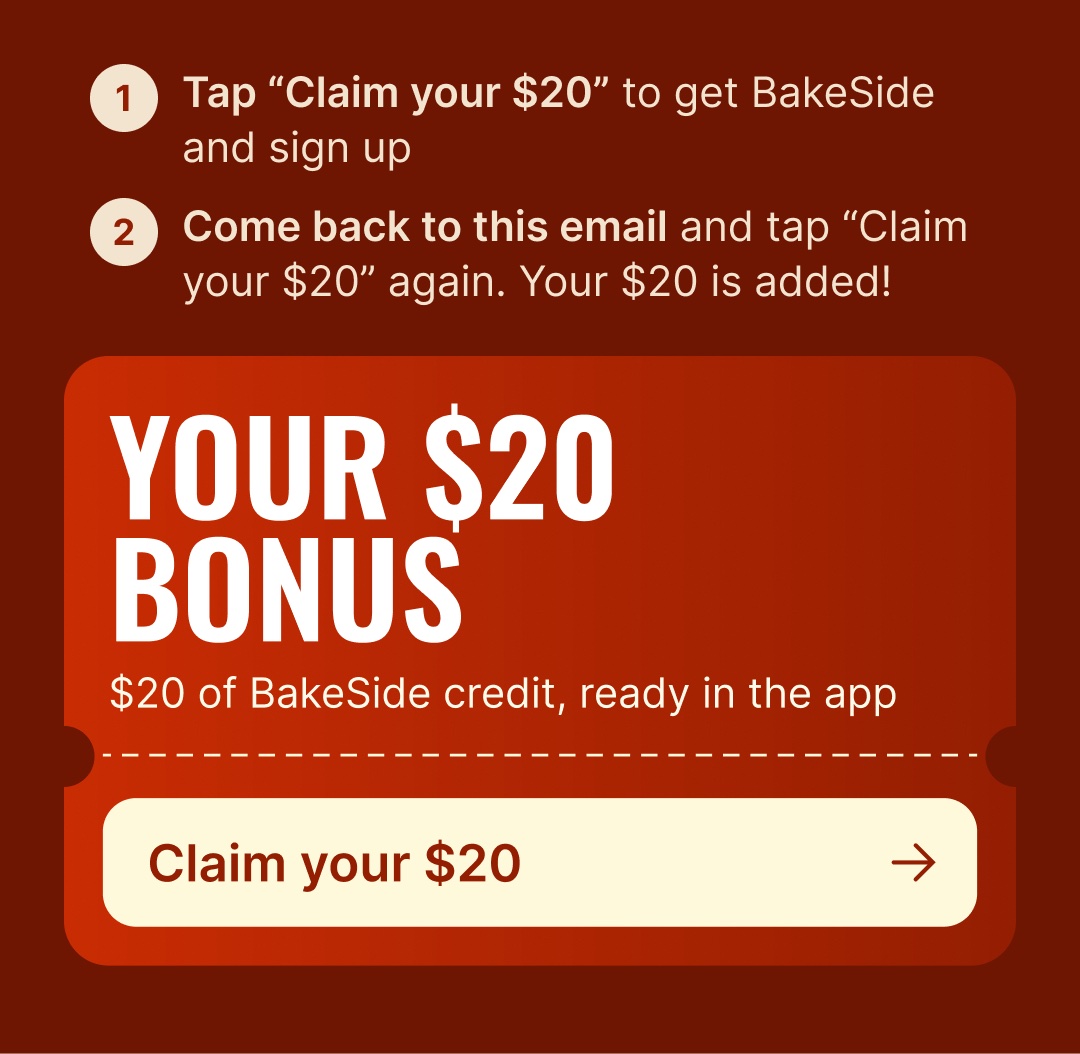 1
Tap “Claim your $20” to get BakeSide
and sign up
2
Come back to this email and tap “Claim
your $20” again. Your $20 is added!
YOUR $20
BONUS
$20 of BakeSide credit, ready in the app
Claim your $20